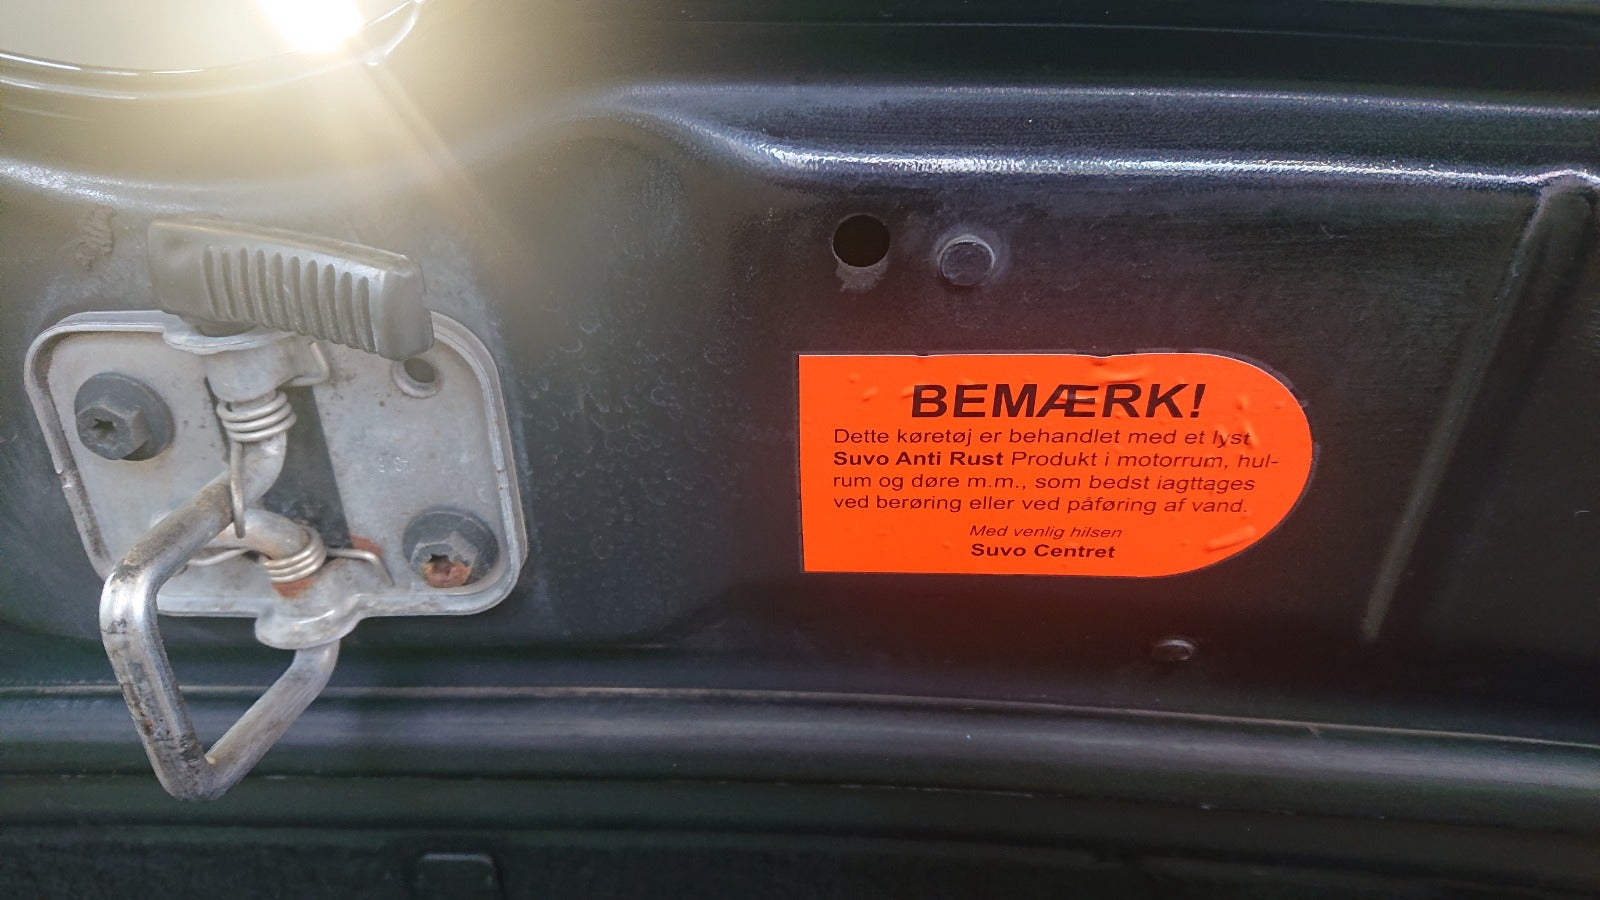 BEMÆRK!
Dette køretøj er behandlet med et lyst
Suvo Anti Rust Produkt i motorrum, hul-
rum og døre m.m., som bedst iagttages
ved berøring eller ved påføring af vand.
Med venlig hilsen
Suvo Centret